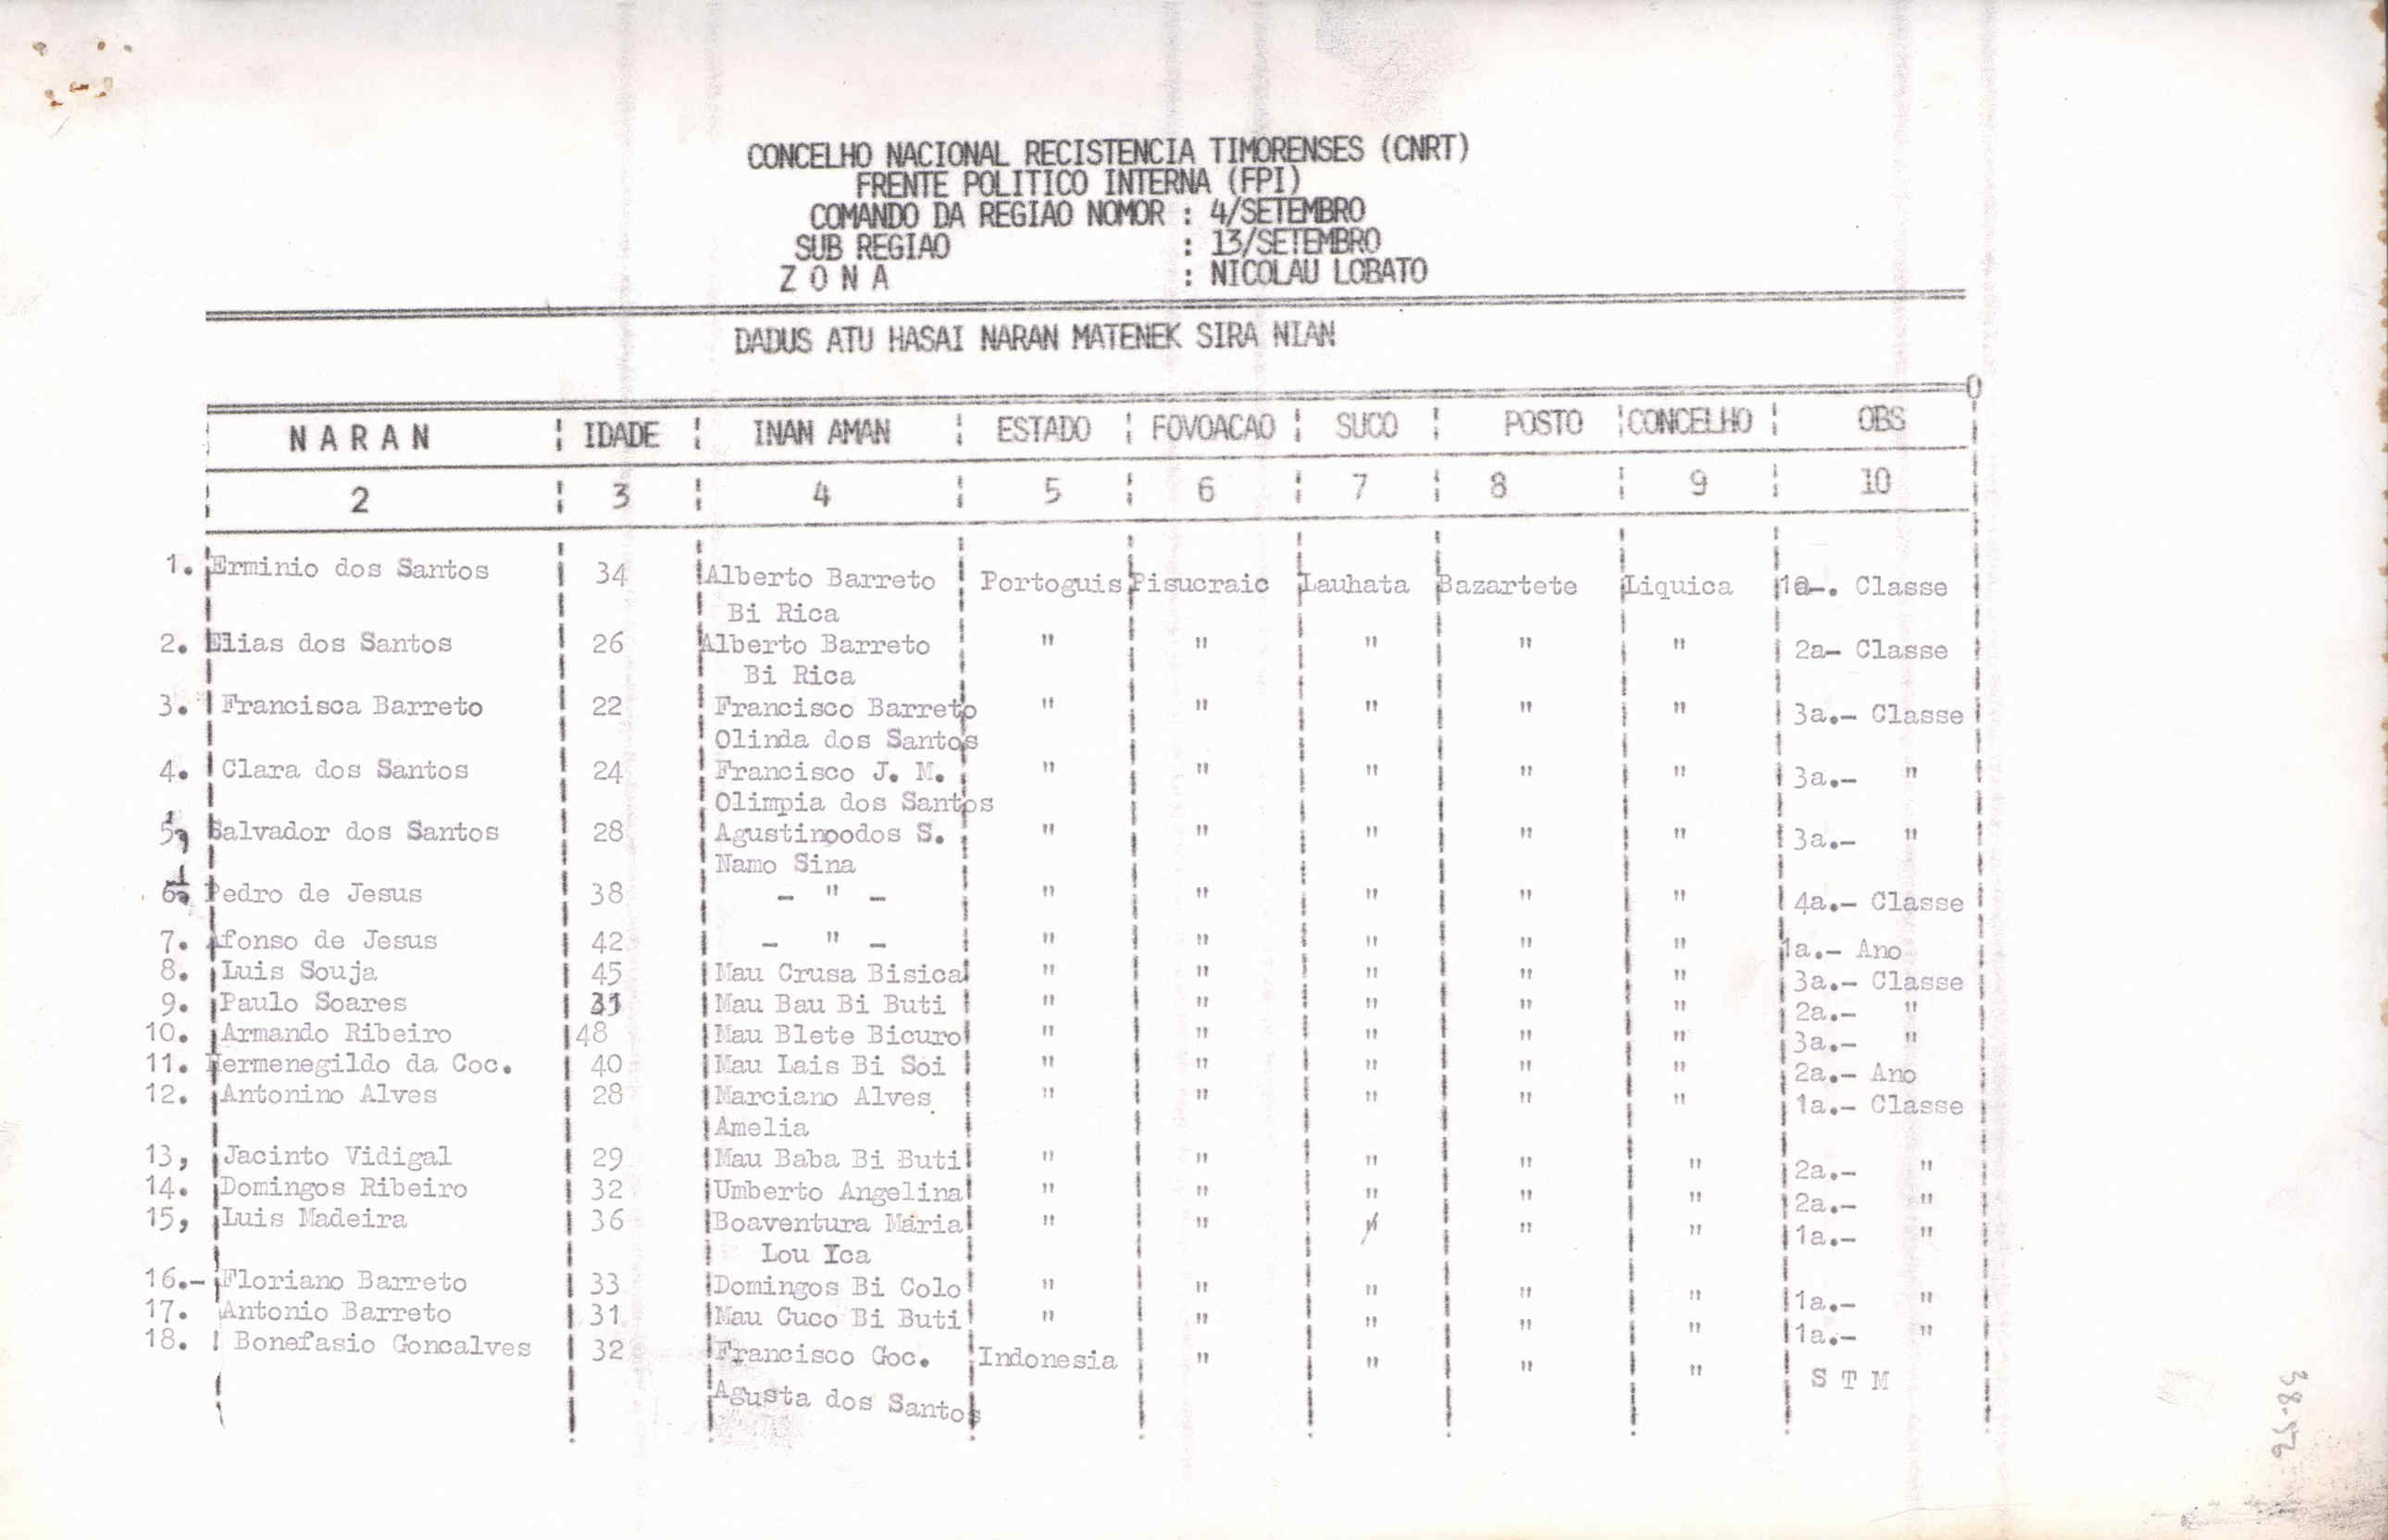 CONCELHO NACIONAL RECISTENCIA TIMORENSES (CNRT)
FRENTE POLITICO INTERNA (FPI)
COMANDO DA REGIAO NOMOR : 4/SETEMBRO
SUB REGIAO : 13/SETEMBRO
Z O N A : NICOLAU LOBATO
DADUS ATU HASAI NARAN MATENEK SIRA NIAN
N A R A N ¦ IDADE ¦ INAN AMAN ¦ ESTADO ¦ FOVOACAO ¦ SUCO ¦ POSTO ¦ CONCELHO ¦ OBS
2 ¦ 3 ¦ 4 ¦ 5 ¦ 6 ¦ 7 ¦ 8 ¦ 9 ¦ 10
1. Erminio dos Santos 34 Alberto Barreto Portoguis Pisucraic Lauhata Bazartete Liquica 1a-. Classe
Bi Rica
2. Elias dos Santos 26 Alberto Barreto " " " " " 2a- Classe
Bi Rica
3. Francisca Barreto 22 Francisco Barreto " " " " " 3a.- Classe
Olinda dos Santos
4. Clara dos Santos 24 Francisco J. M. " " " " " 3a.- "
Olimpia dos Santos
5, Salvador dos Santos 28 Agustinoodos S. " " " " " 3a.- "
Namo Sina
6. Pedro de Jesus 38 - " - " " " " " 4a.- Classe
7. Afonso de Jesus 42 - " - " " " " " 1a.- Ano
8. Luis Souja 45 Mau Crusa Bisica " " " " " 3a.- Classe
9. Paulo Soares 31 Mau Bau Bi Buti " " " " " 2a.- "
10. Armando Ribeiro 48 Mau Blete Bicuro " " " " " 3a.- "
11. Hermenegildo da Coc. 40 Mau Lais Bi Soi " " " " " 2a.- Ano
12. Antonino Alves 28 Marciano Alves " " " " " 1a.- Classe
Amelia
13, Jacinto Vidigal 29 Mau Baba Bi Buti " " " " " 2a.- "
14. Domingos Ribeiro 32 Umberto Angelina " " " " " 2a.- "
15, Luis Madeira 36 Boaventura Maria " " " " " 1a.- "
Lou Ica
16.- Floriano Barreto 33 Domingos Bi Colo " " " " " 1a.- "
17. Antonio Barreto 31 Mau Cuco Bi Buti " " " " " 1a.- "
18. ! Bonefasio Goncalves 32 Francisco Goc. Indonesia " " " " S T M
Agusta dos Santos